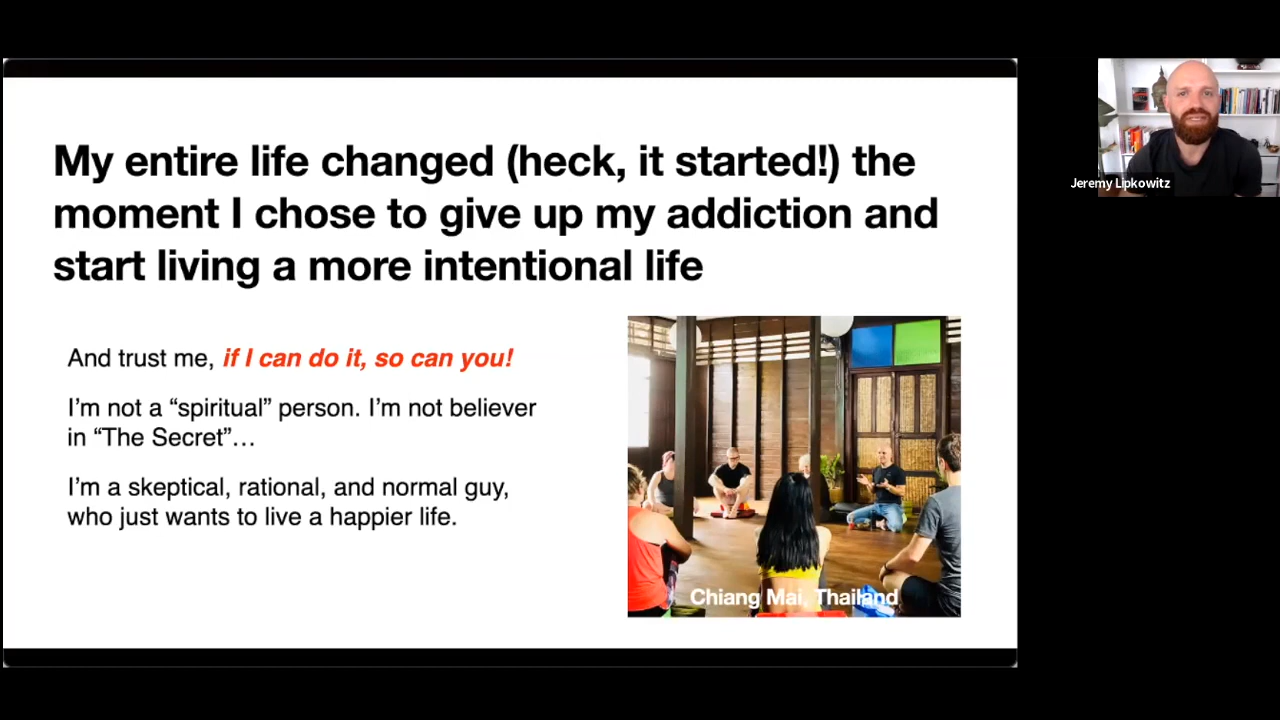 My entire life changed (heck, it started!) the
moment I chose to give up my addiction and
start living a more intentional life
And trust me, if I can do it, so can you!
I’m not a “spiritual” person. I’m not believer
in “The Secret”…
I’m a skeptical, rational, and normal guy,
who just wants to live a happier life.
Chiang Mai, Thailand
Jeremy Lipkowitz